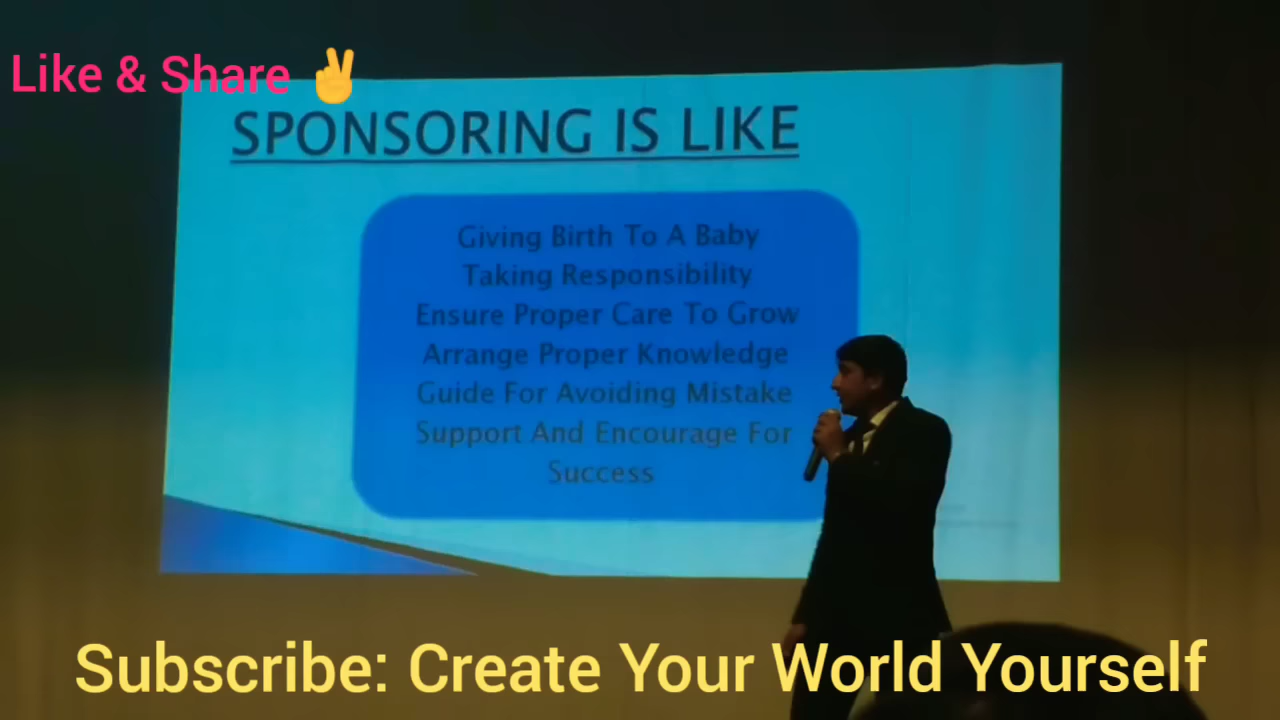 Like & Share ✌
SPONSORING IS LIKE
Giving Birth To A Baby
Taking Responsibility
Ensure Proper Care To Grow
Arrange Proper Knowledge
Guide For Avoiding Mistake
Support And Encourage For
Success
Subscribe: Create Your World Yourself